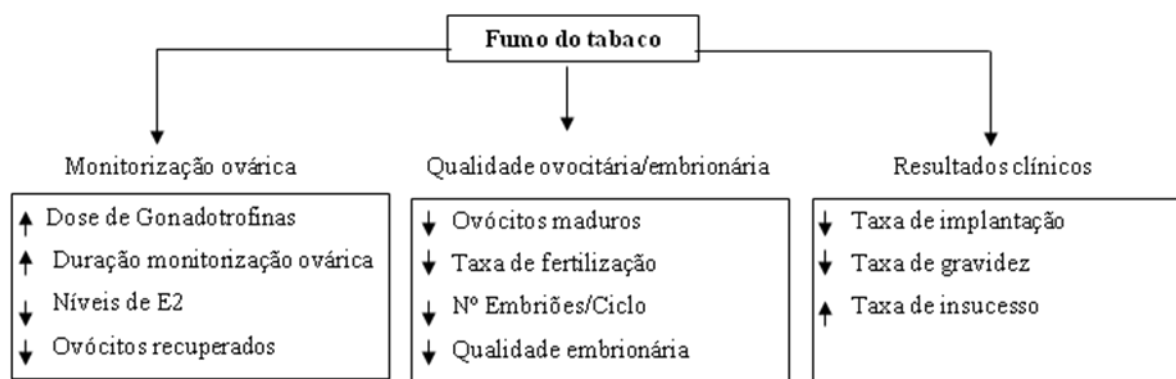 Fumo do tabaco
Monitorização ovárica
↑ Dose de Gonadotrofinas
↑ Duração monitorização ovárica
↓ Níveis de E2
↓ Ovócitos recuperados
Qualidade ovocitária/embrionária
↓ Ovócitos maduros
↓ Taxa de fertilização
↓ Nº Embriões/Ciclo
↓ Qualidade embrionária
Resultados clínicos
↓ Taxa de implantação
↓ Taxa de gravidez
↑ Taxa de insucesso